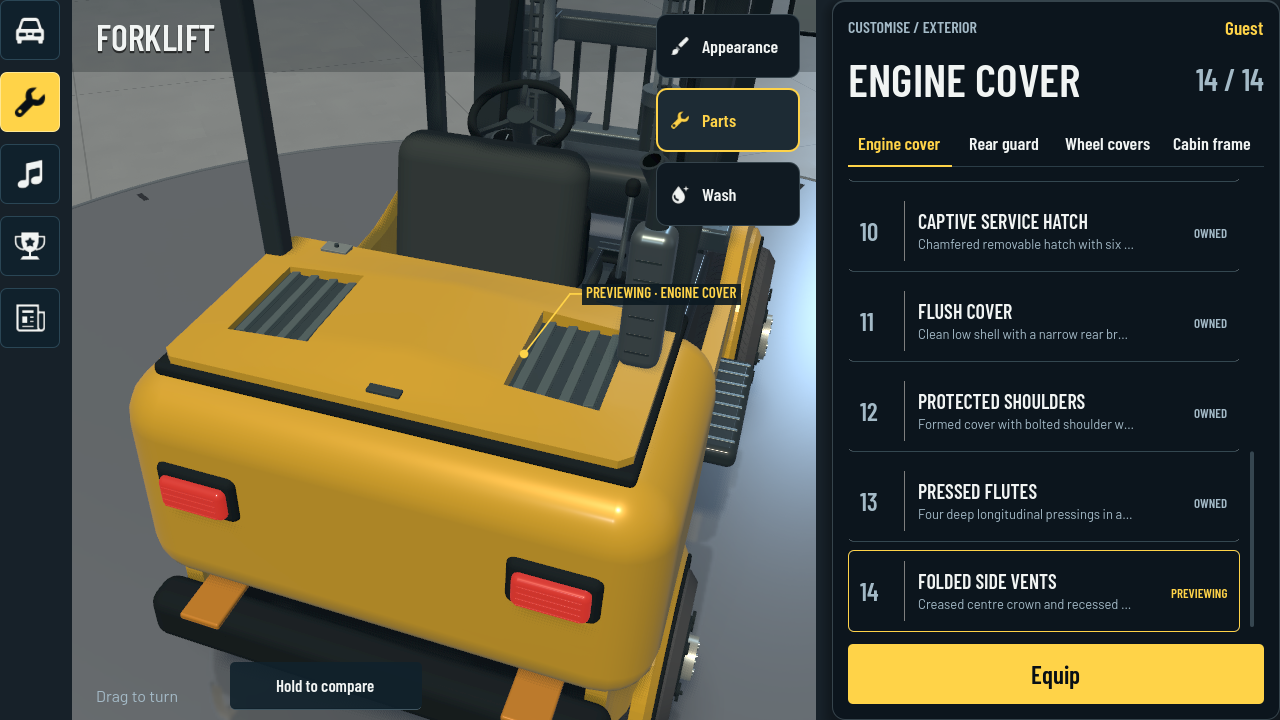 FORKLIFT
Appearance
Parts
Wash
PREVIEWING · ENGINE COVER
Drag to turn
Hold to compare
CUSTOMISE / EXTERIOR
Guest
ENGINE COVER
14 / 14
Engine cover
Rear guard
Wheel covers
Cabin frame
10
CAPTIVE SERVICE HATCH
Chamfered removable hatch with six ...
OWNED
11
FLUSH COVER
Clean low shell with a narrow rear br...
OWNED
12
PROTECTED SHOULDERS
Formed cover with bolted shoulder w...
OWNED
13
PRESSED FLUTES
Four deep longitudinal pressings in a...
OWNED
14
FOLDED SIDE VENTS
Creased centre crown and recessed ...
PREVIEWING
Equip